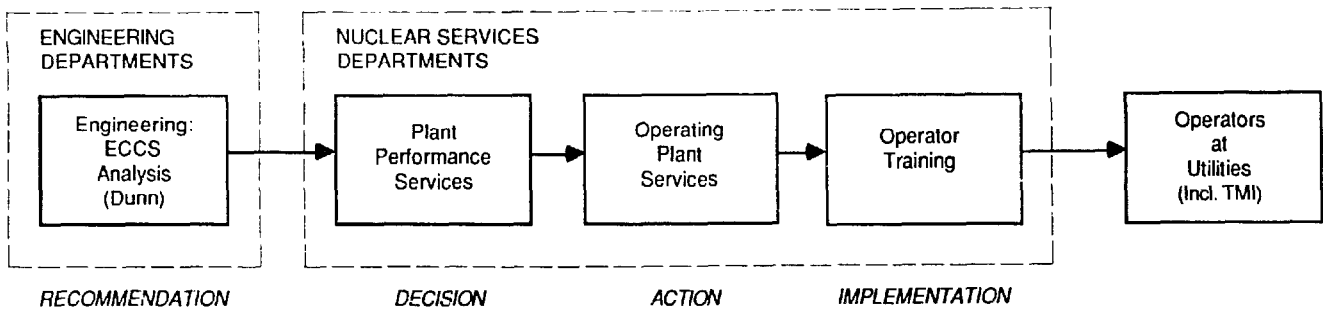 ENGINEERING
DEPARTMENTS
NUCLEAR SERVICES
DEPARTMENTS
Engineering:
ECCS
Analysis
(Dunn)
Plant
Performance
Services
Operating
Plant
Services
Operator
Training
Operators
at
Utilities
(Incl. TMI)
RECOMMENDATION
DECISION
ACTION
IMPLEMENTATION